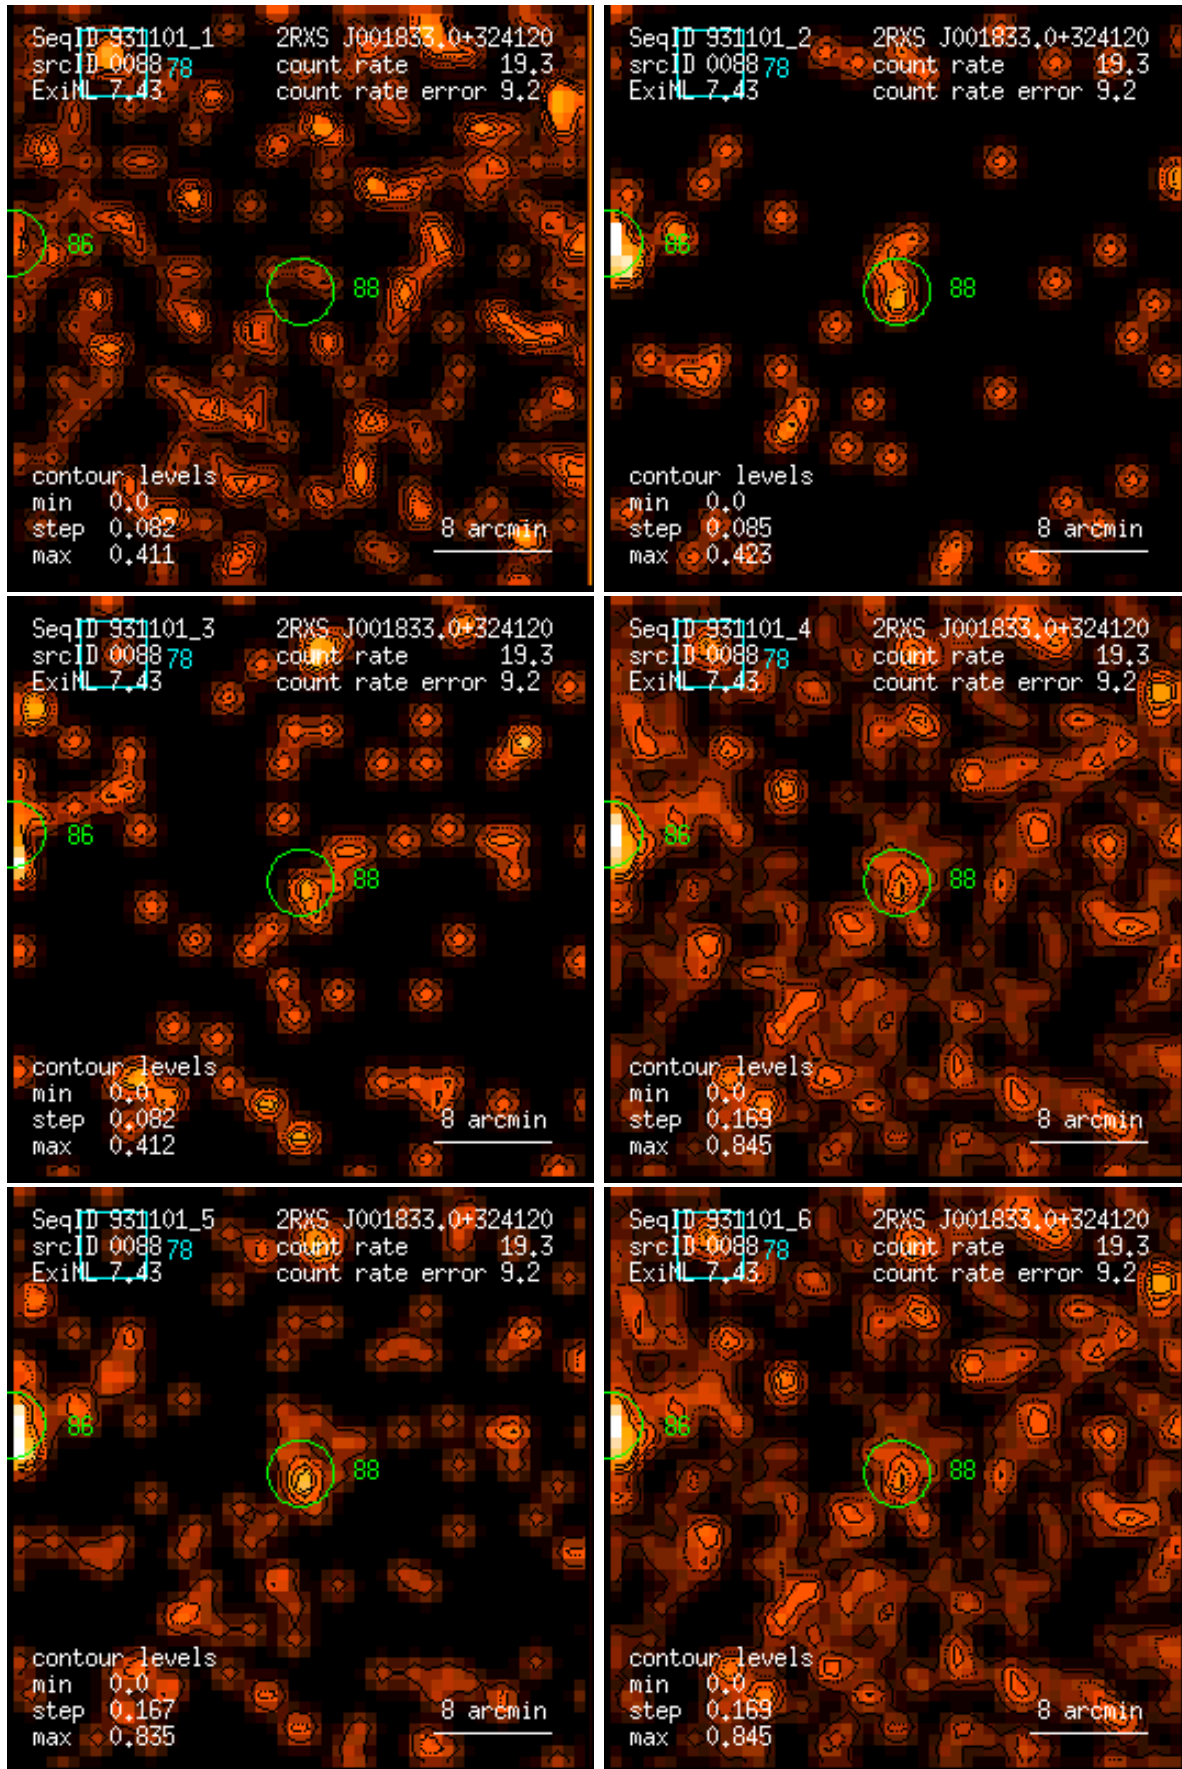 SeqID 931101_1 2RXS J001833.0+324120
srcID 0088 78 count rate 19.3
ExiML 7.43 count rate error 9.2
86
88
contour levels
min 0.0
step 0.082 8 arcmin
max 0.411
SeqID 931101_2 2RXS J001833.0+324120
srcID 0088 78 count rate 19.3
ExiML 7.43 count rate error 9.2
86
88
contour levels
min 0.0
step 0.085 8 arcmin
max 0.423
SeqID 931101_3 2RXS J001833.0+324120
srcID 0088 78 count rate 19.3
ExiML 7.43 count rate error 9.2
86
88
contour levels
min 0.0
step 0.082 8 arcmin
max 0.412
SeqID 931101_4 2RXS J001833.0+324120
srcID 0088 78 count rate 19.3
ExiML 7.43 count rate error 9.2
86
88
contour levels
min 0.0
step 0.169 8 arcmin
max 0.845
SeqID 931101_5 2RXS J001833.0+324120
srcID 0088 78 count rate 19.3
ExiML 7.43 count rate error 9.2
86
88
contour levels
min 0.0
step 0.167 8 arcmin
max 0.835
SeqID 931101_6 2RXS J001833.0+324120
srcID 0088 78 count rate 19.3
ExiML 7.43 count rate error 9.2
86
88
contour levels
min 0.0
step 0.169 8 arcmin
max 0.845